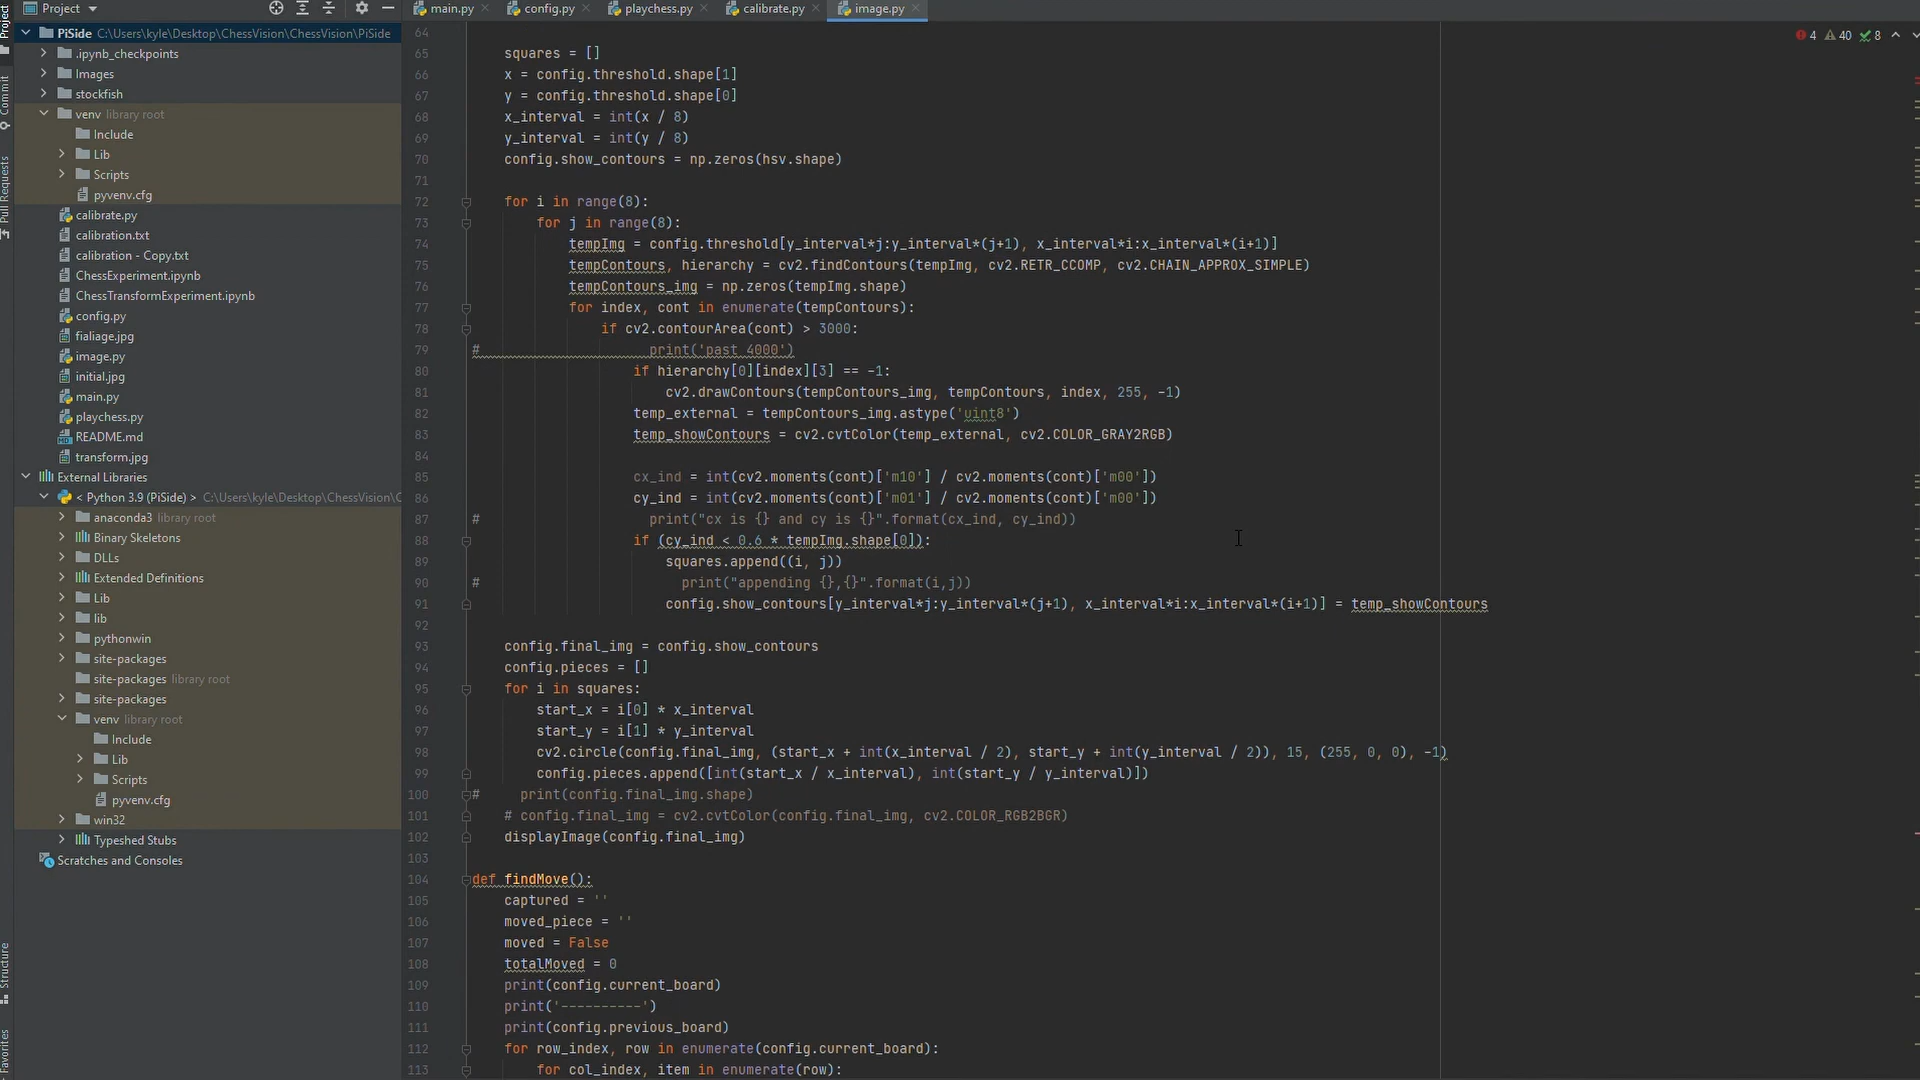 Project
main.py
config.py
playchess.py
calibrate.py
image.py
4 40 8
Project
Commit
Pull Requests
Structure
Favorites
PiSide C:\Users\kyle\Desktop\ChessVision\ChessVision\PiSide
.ipynb_checkpoints
Images
stockfish
venv library root
Include
Lib
Scripts
pyvenv.cfg
calibrate.py
calibration.txt
calibration - Copy.txt
ChessExperiment.ipynb
ChessTransformExperiment.ipynb
config.py
fialiage.jpg
image.py
initial.jpg
main.py
playchess.py
README.md
transform.jpg
External Libraries
< Python 3.9 (PiSide) > C:\Users\kyle\Desktop\ChessVision\C
anaconda3 library root
Binary Skeletons
DLLs
Extended Definitions
Lib
lib
pythonwin
site-packages
site-packages library root
site-packages
venv library root
Include
Lib
Scripts
pyvenv.cfg
win32
Typeshed Stubs
Scratches and Consoles
64
65 squares = []
66 x = config.threshold.shape[1]
67 y = config.threshold.shape[0]
68 x_interval = int(x / 8)
69 y_interval = int(y / 8)
70 config.show_contours = np.zeros(hsv.shape)
71
72 for i in range(8):
73 for j in range(8):
74 tempImg = config.threshold[y_interval*j:y_interval*(j+1), x_interval*i:x_interval*(i+1)]
75 tempContours, hierarchy = cv2.findContours(tempImg, cv2.RETR_CCOMP, cv2.CHAIN_APPROX_SIMPLE)
76 tempContours_img = np.zeros(tempImg.shape)
77 for index, cont in enumerate(tempContours):
78 if cv2.contourArea(cont) > 3000:
79 # print('past 4000')
80 if hierarchy[0][index][3] == -1:
81 cv2.drawContours(tempContours_img, tempContours, index, 255, -1)
82 temp_external = tempContours_img.astype('uint8')
83 temp_showContours = cv2.cvtColor(temp_external, cv2.COLOR_GRAY2RGB)
84
85 cx_ind = int(cv2.moments(cont)['m10'] / cv2.moments(cont)['m00'])
86 cy_ind = int(cv2.moments(cont)['m01'] / cv2.moments(cont)['m00'])
87 # print("cx is {} and cy is {}".format(cx_ind, cy_ind))
88 if (cy_ind < 0.6 * tempImg.shape[0]):
89 squares.append((i, j))
90 # print("appending {},{}".format(i,j))
91 config.show_contours[y_interval*j:y_interval*(j+1), x_interval*i:x_interval*(i+1)] = temp_showContours
92
93 config.final_img = config.show_contours
94 config.pieces = []
95 for i in squares:
96 start_x = i[0] * x_interval
97 start_y = i[1] * y_interval
98 cv2.circle(config.final_img, (start_x + int(x_interval / 2), start_y + int(y_interval / 2)), 15, (255, 0, 0), -1)
99 config.pieces.append([int(start_x / x_interval), int(start_y / y_interval)])
100 # print(config.final_img.shape)
101 # config.final_img = cv2.cvtColor(config.final_img, cv2.COLOR_RGB2BGR)
102 displayImage(config.final_img)
103
104 def findMove():
105 captured = ''
106 moved_piece = ''
107 moved = False
108 totalMoved = 0
109 print(config.current_board)
110 print('----------')
111 print(config.previous_board)
112 for row_index, row in enumerate(config.current_board):
113 for col_index, item in enumerate(row):